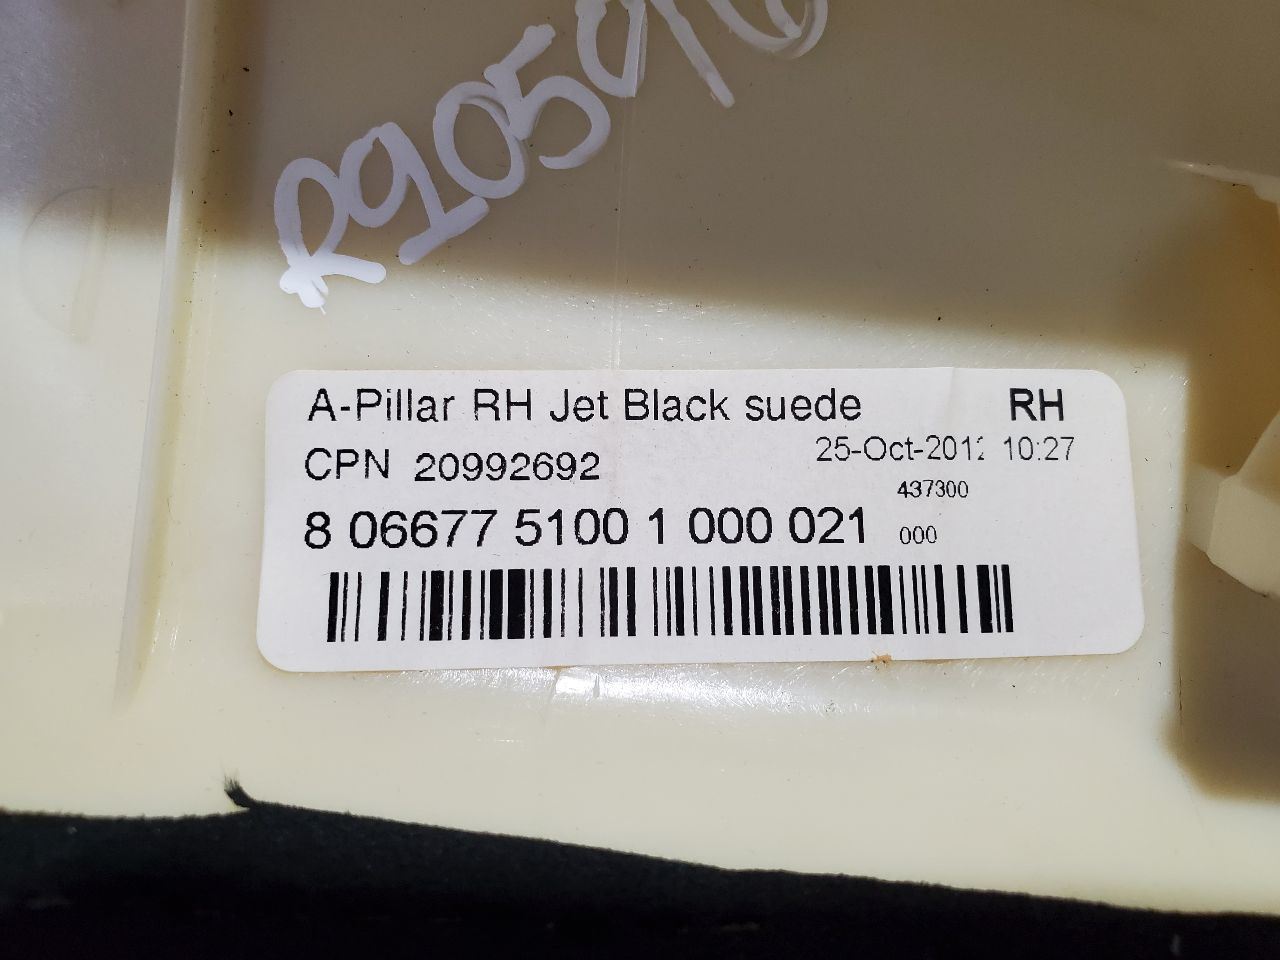 R91059
A-Pillar RH Jet Black suede RH
CPN 20992692 25-Oct-2012 10:27
437300
8 06677 5100 1 000 021 000